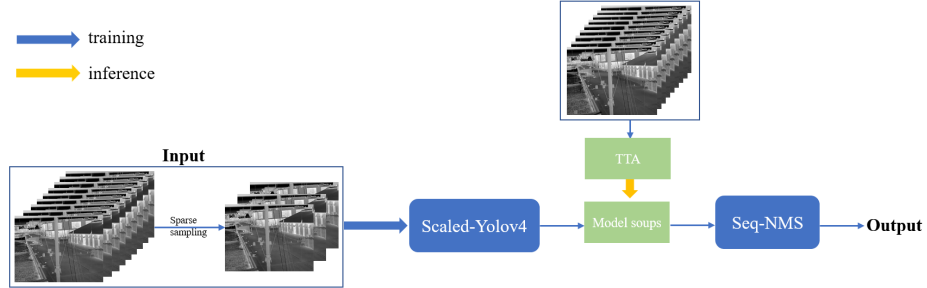 training
inference
Input
Sparse
sampling
Scaled-Yolov4
TTA
Model soups
Seq-NMS
Output